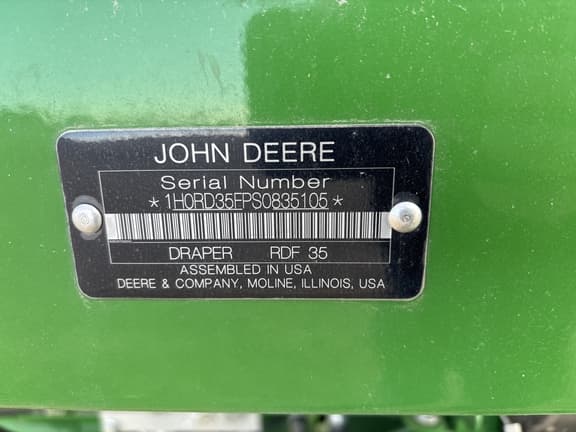 JOHN DEERE
Serial Number
*1H0RD35FPS0835105*
DRAPER RDF 35
ASSEMBLED IN USA
DEERE & COMPANY, MOLINE, ILLINOIS, USA